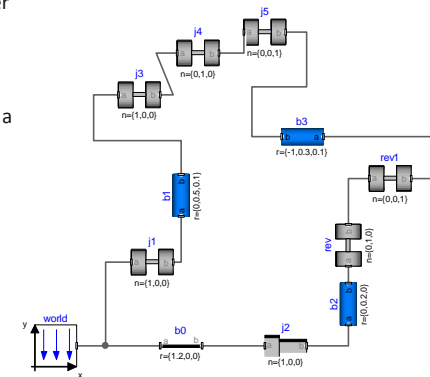 er
a
j5
a b
n={0,0,1}
j4
a b
n={0,1,0}
j3
a b
n={1,0,0}
b3
b a
r={-1,0.3,0.1}
rev1
a b
n={0,0,1}
b1
b
a
r={0,0.5,0.1}
rev
b
a
n={0,1,0}
j1
a b
n={1,0,0}
b2
b
a
r={0,0.2,0}
world
y
x
b0
a b
r={1.2,0,0}
j2
a b
n={1,0,0}